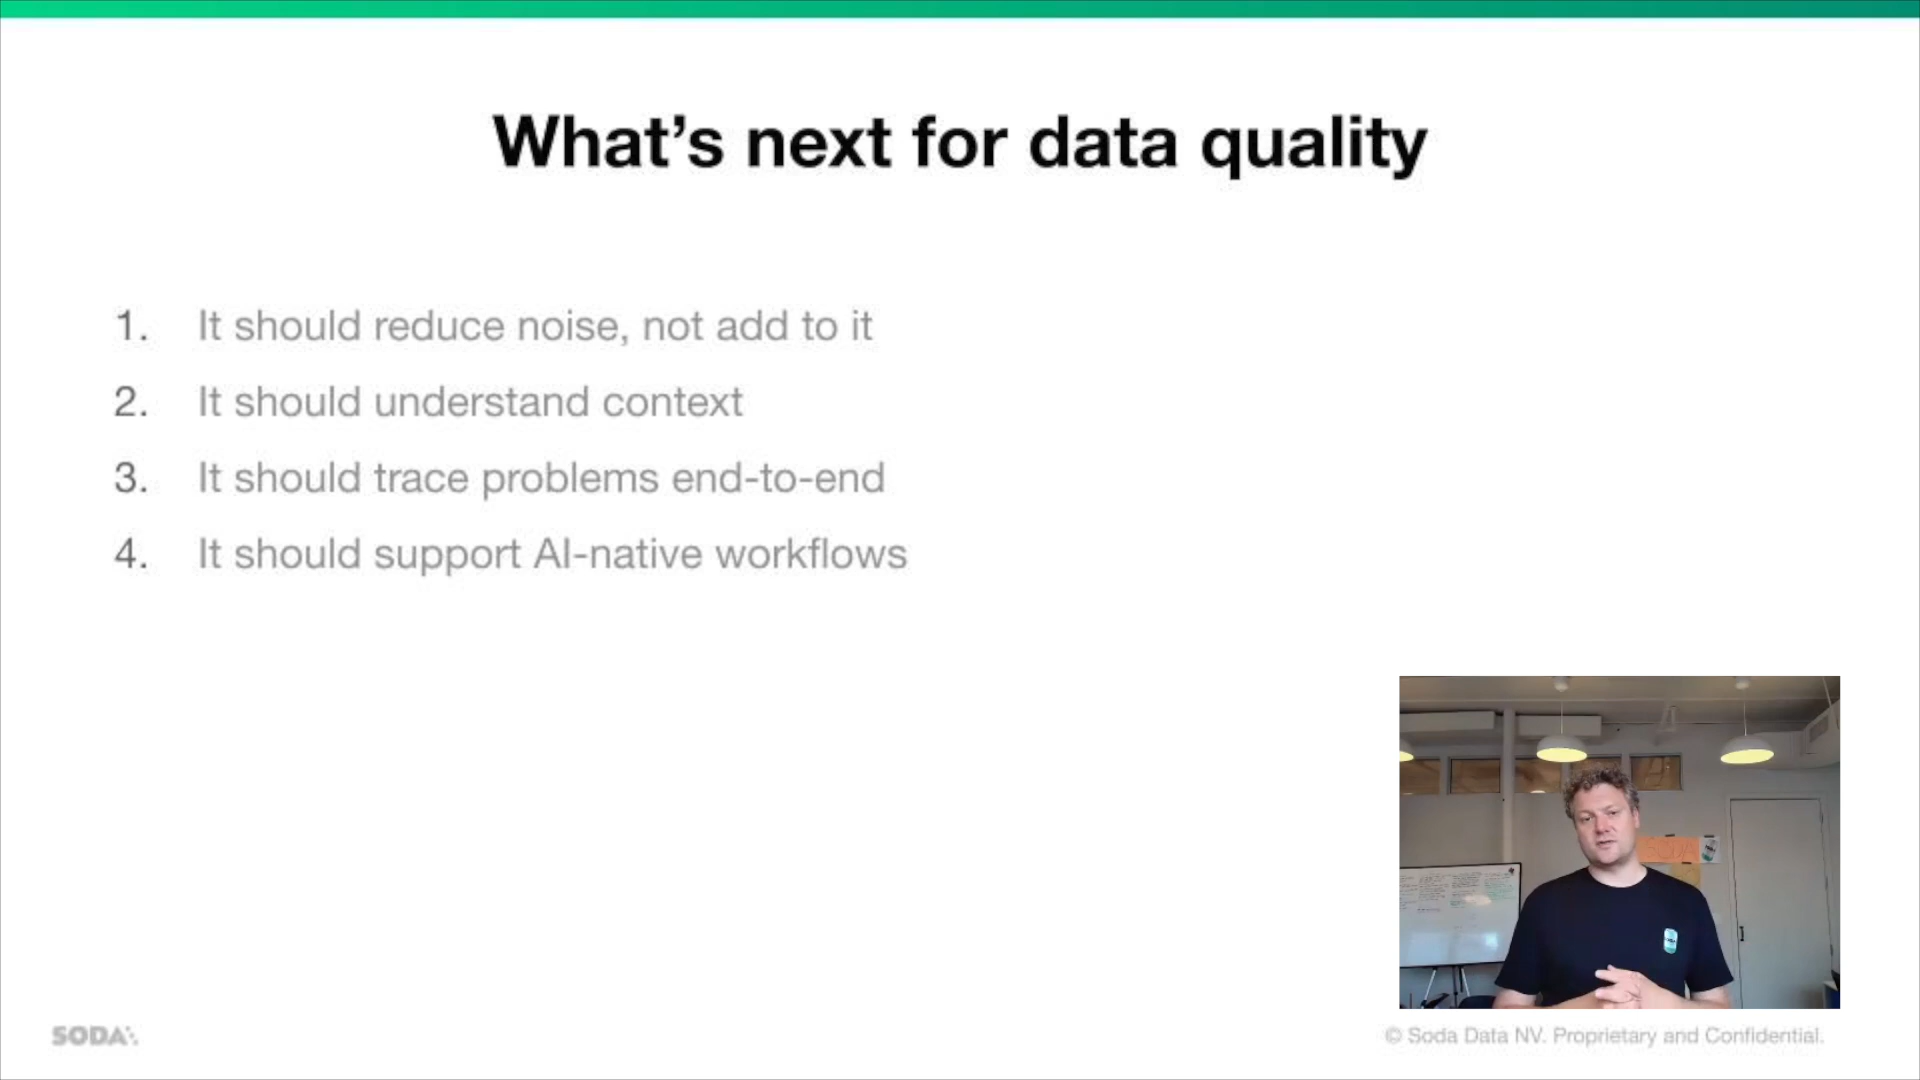 What's next for data quality
1. It should reduce noise, not add to it
2. It should understand context
3. It should trace problems end-to-end
4. It should support AI-native workflows
SODA
© Soda Data NV. Proprietary and Confidential.